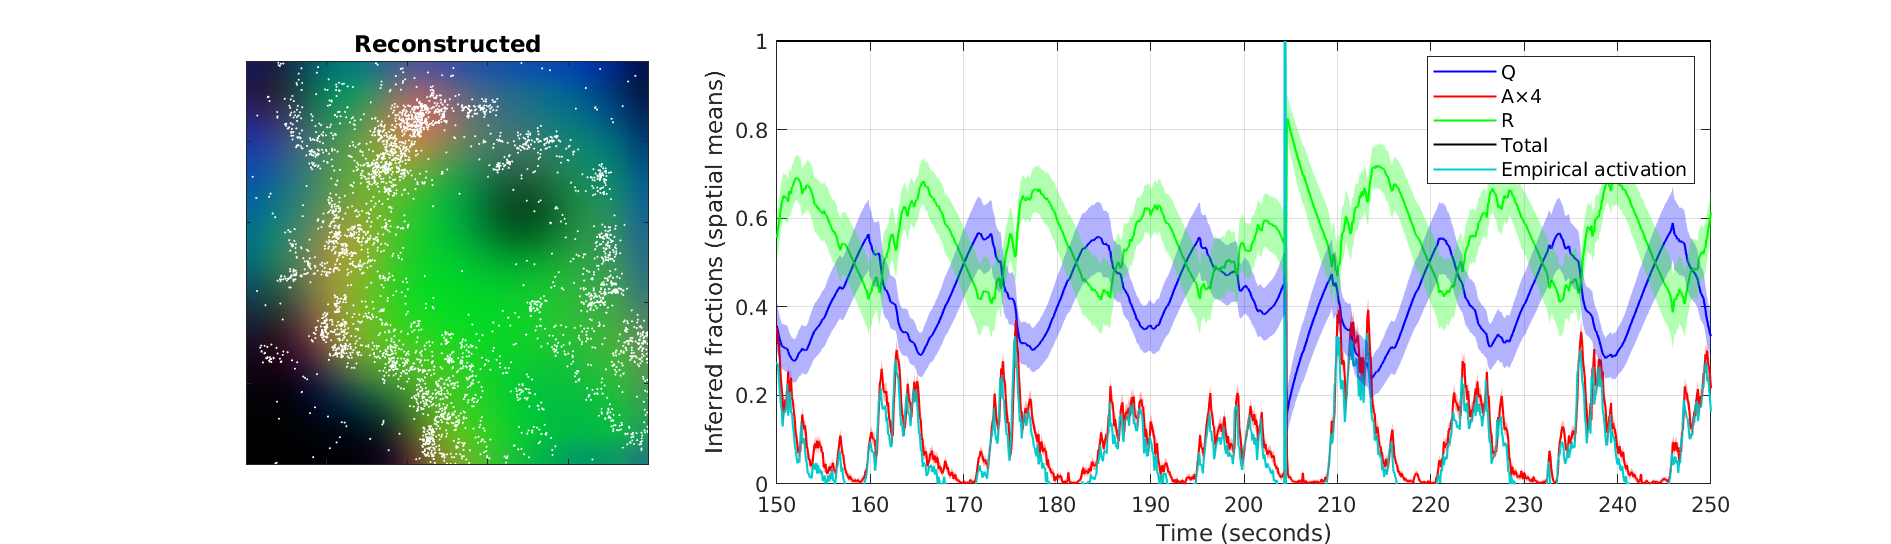 Reconstructed
Inferred fractions (spatial means)
1
0.8
0.6
0.4
0.2
0
150 160 170 180 190 200 210 220 230 240 250
Time (seconds)
Q
A×4
R
Total
Empirical activation